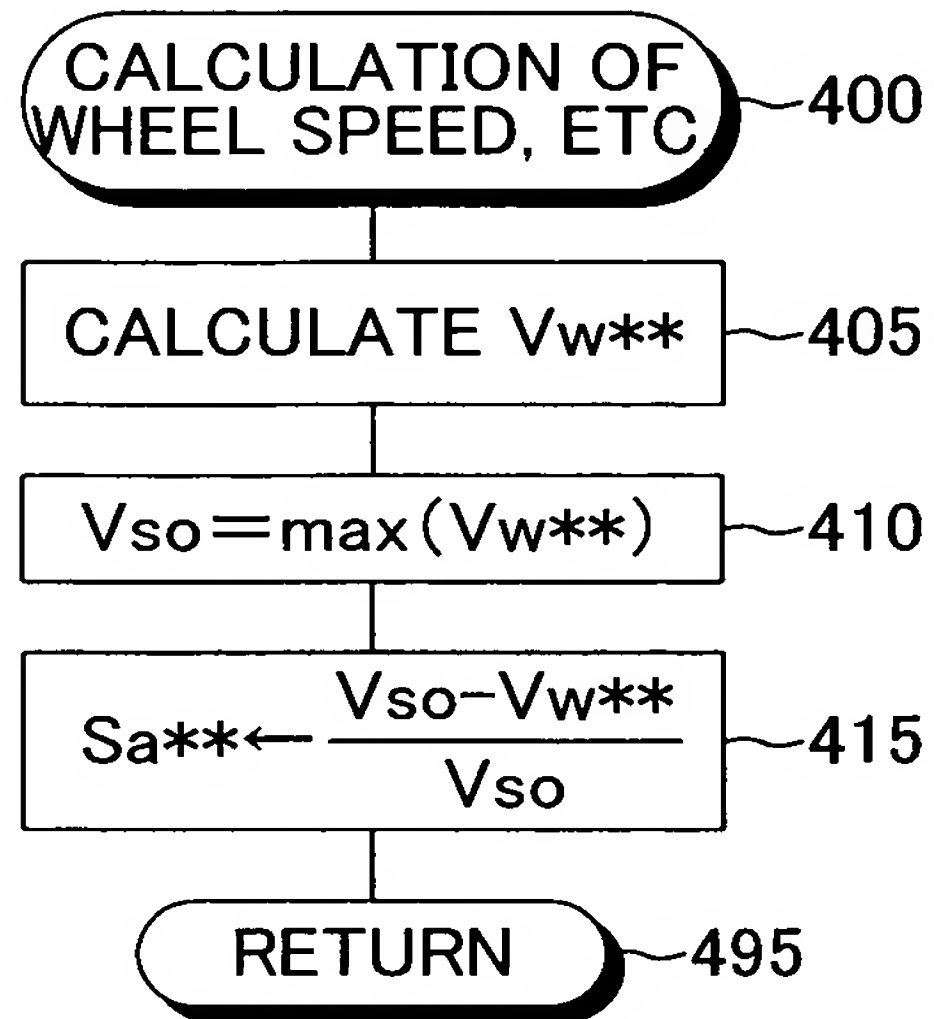 CALCULATION OF
WHEEL SPEED, ETC.
400
CALCULATE Vw**
405
Vso=max(Vw**)
410
Sa**← Vso-Vw**
Vso
415
RETURN
495